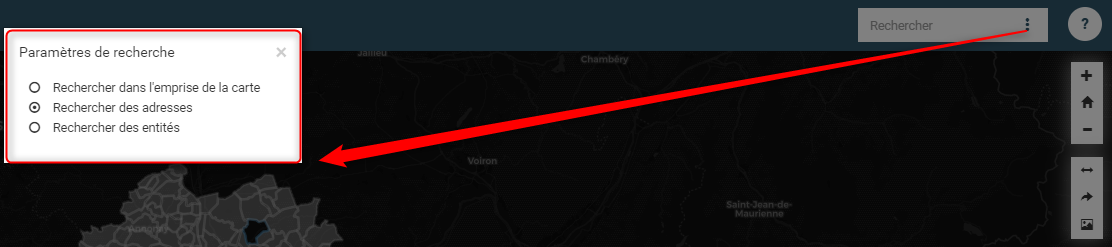 Rechercher
?
Paramètres de recherche ×
Rechercher dans l'emprise de la carte
Rechercher des adresses
Rechercher des entités
Chambéry
Voiron
Saint-Jean-de-
Maurienne
Annonay